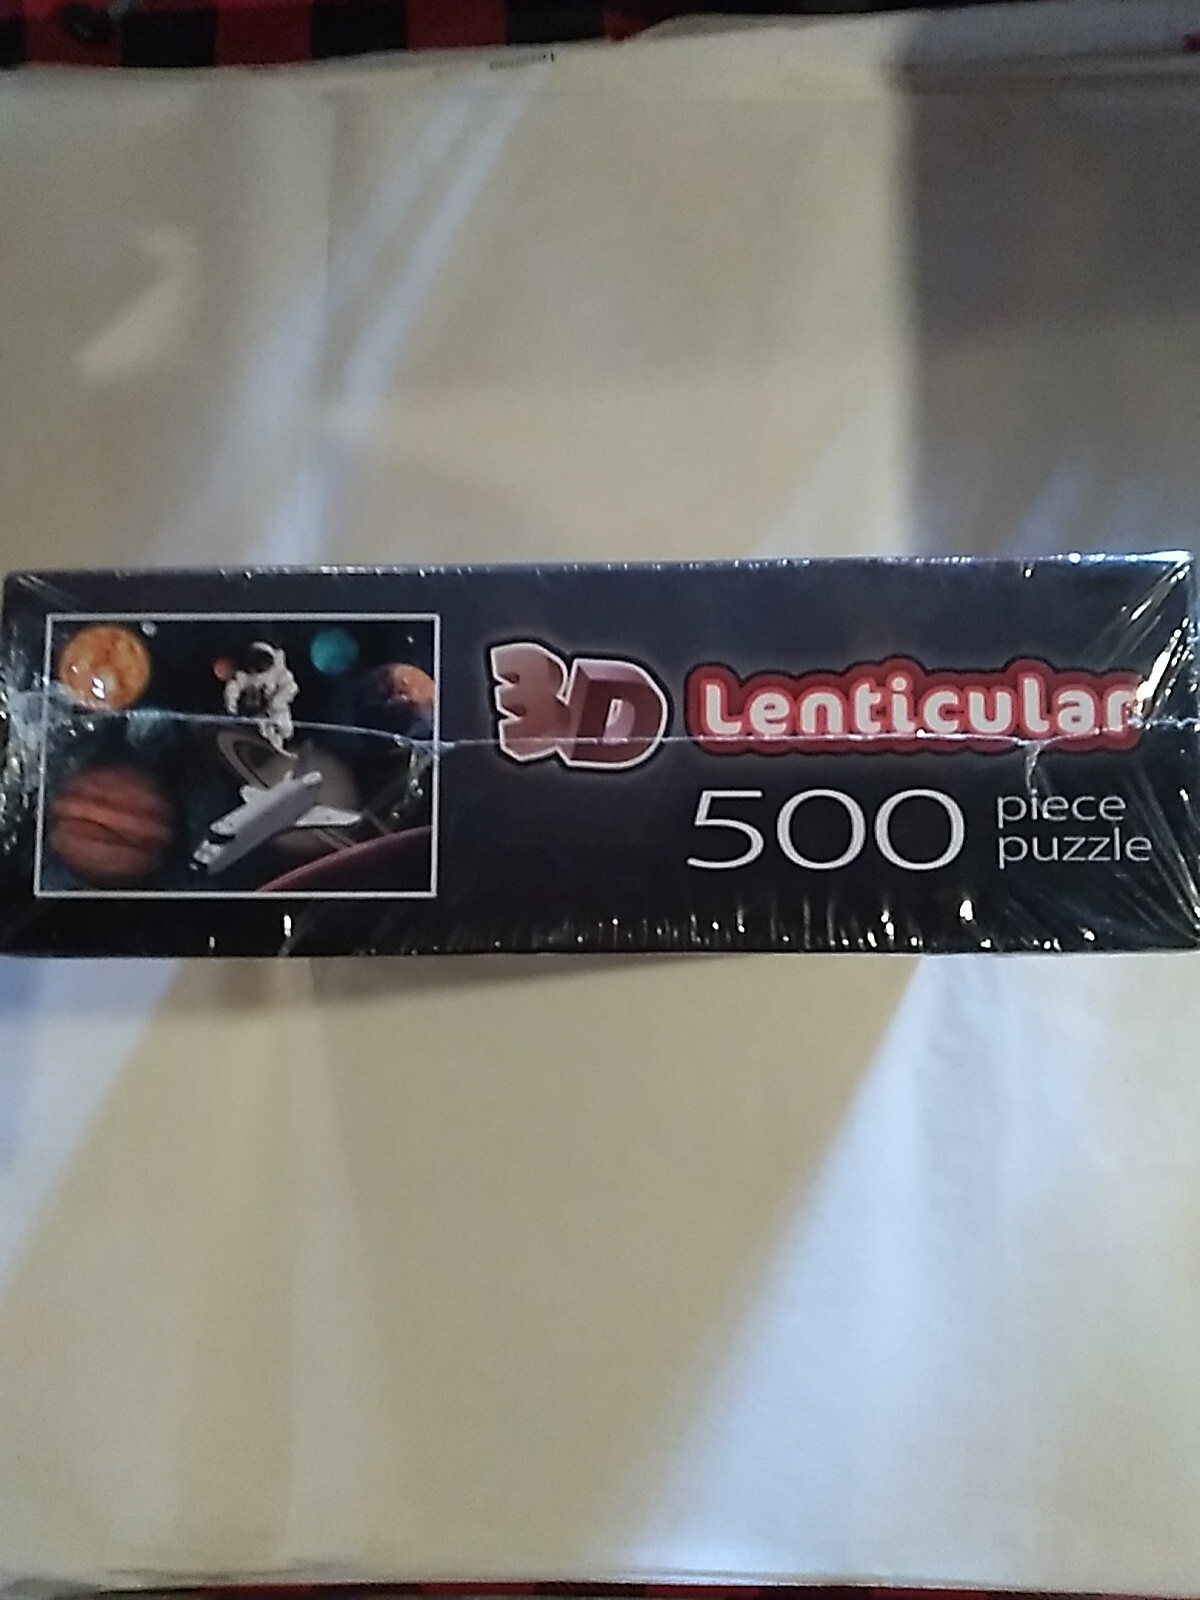 3D Lenticular
500 piece
puzzle